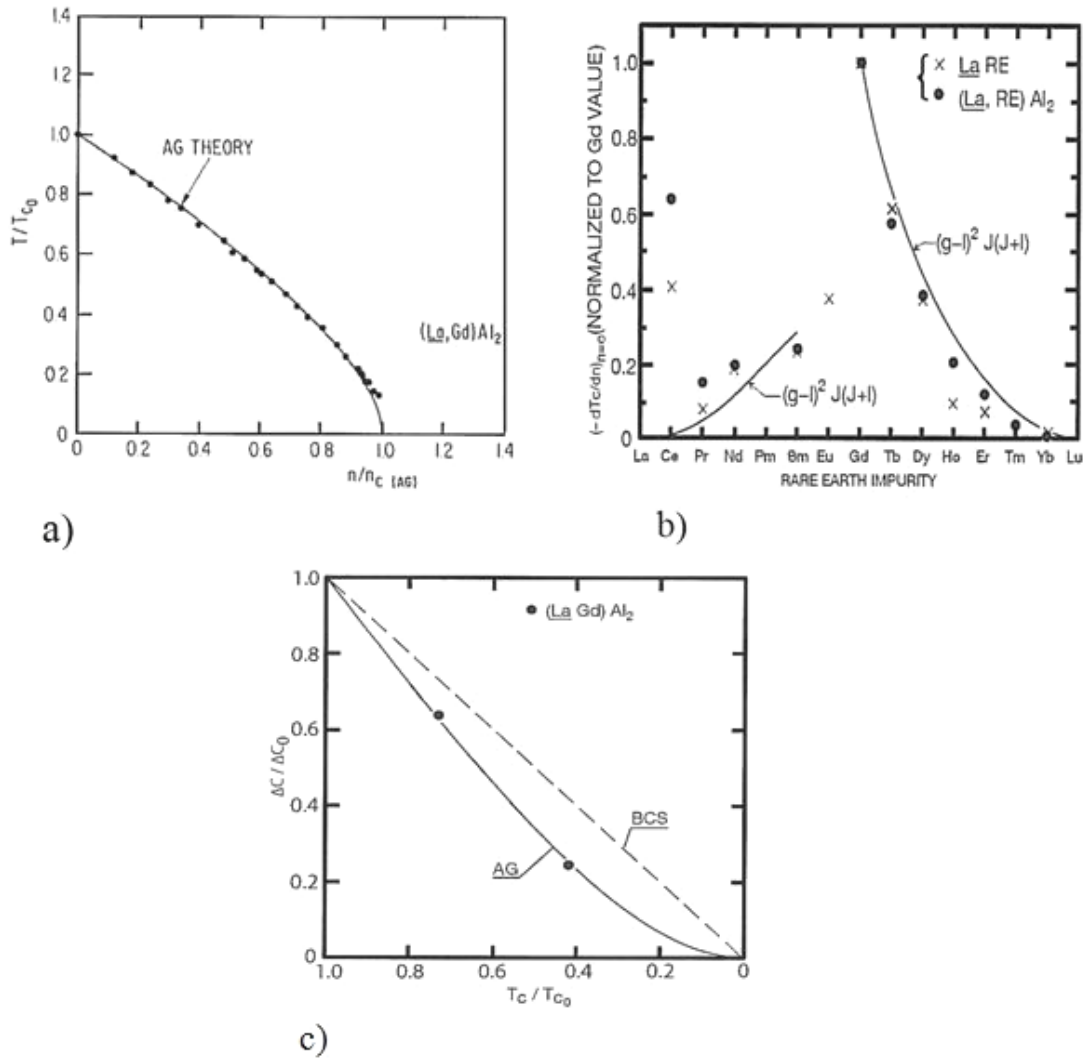 1.4
1.2
1.0
0.8
0.6
0.4
0.2
0
T/T_C0
AG THEORY
(La,Gd)Al2
0 0.2 0.4 0.6 0.8 1.0 1.2 1.4
n/nC [AG]
a)
(-dTc/dn)n=o (NORMALIZED TO Gd VALUE)
1.0
0.8
0.6
0.4
0.2
0
× La RE
(La, RE) Al2
(g-I)2 J(J+I)
(g-I)2 J(J+I)
La Ce Pr Nd Pm Sm Eu Gd Tb Dy Ho Er Tm Yb Lu
RARE EARTH IMPURITY
b)
1.0
0.8
0.6
0.4
0.2
0
ΔC/ΔC0
(La Gd) Al2
BCS
AG
1.0 0.8 0.6 0.4 0.2 0
TC / TC0
c)